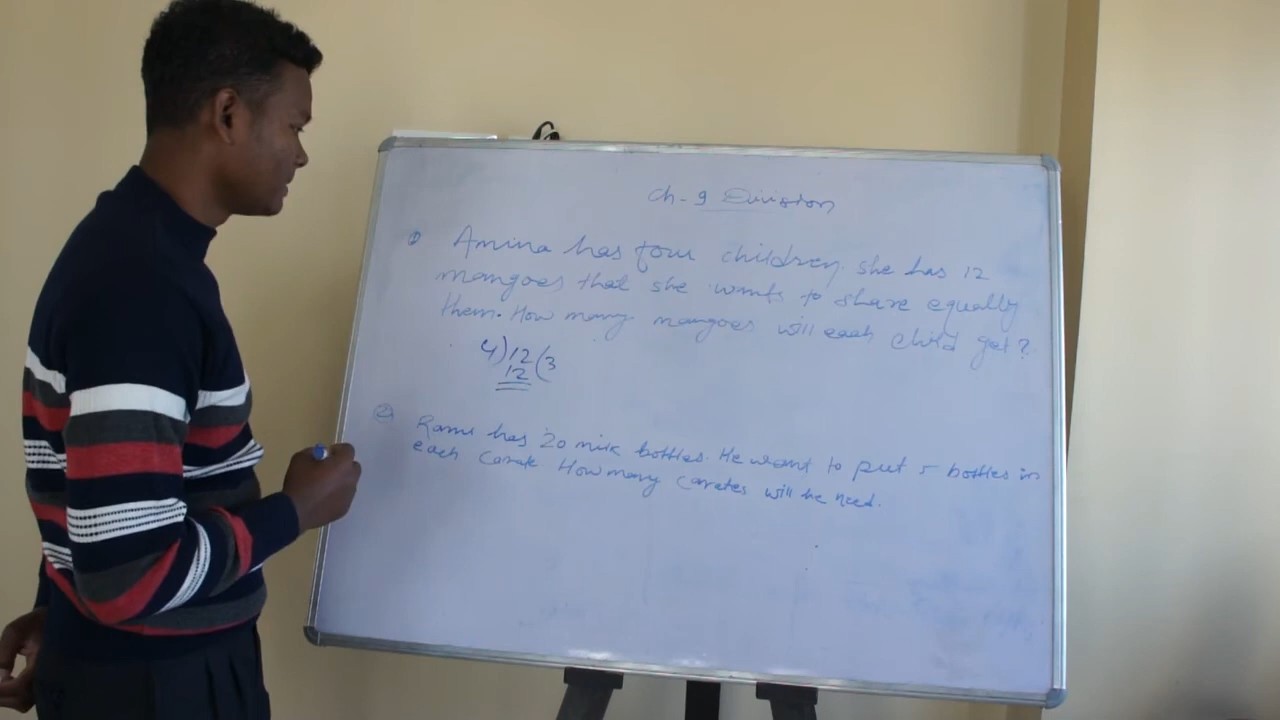 Ch - 9 Division
① Amina has four children. she has 12
mangoes that she wants to share equally
them. How many mangoes will each child get?
4)12(3
12
② Ramu has 20 milk bottles. He want to put 5 bottles in
each Carate How many Carates will he need.